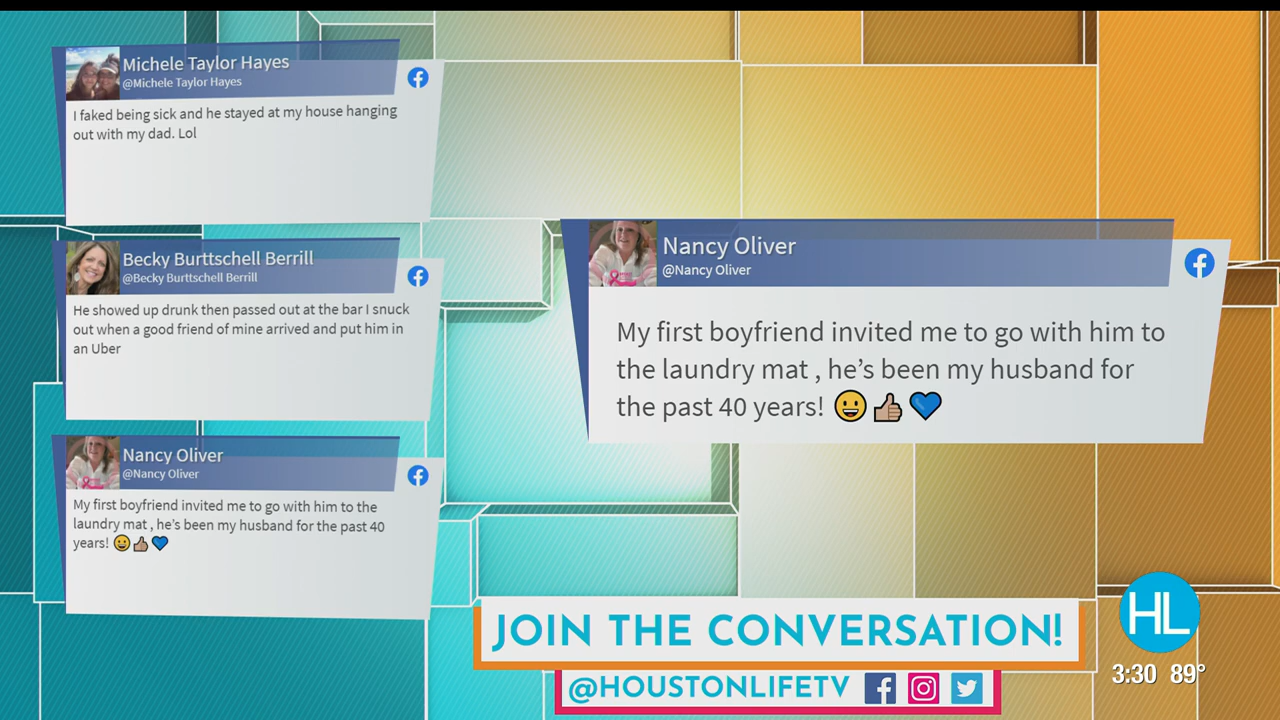 Michele Taylor Hayes
@Michele Taylor Hayes
I faked being sick and he stayed at my house hanging
out with my dad. Lol
Becky Burttschell Berrill
@Becky Burttschell Berrill
He showed up drunk then passed out at the bar I snuck
out when a good friend of mine arrived and put him in
an Uber
Nancy Oliver
@Nancy Oliver
My first boyfriend invited me to go with him to the
laundry mat , he's been my husband for the past 40
years! 😀👍🏽💙
Nancy Oliver
@Nancy Oliver
My first boyfriend invited me to go with him to
the laundry mat , he's been my husband for
the past 40 years! 😀👍🏽💙
JOIN THE CONVERSATION!
@HOUSTONLIFETV
HL
3:30 89°